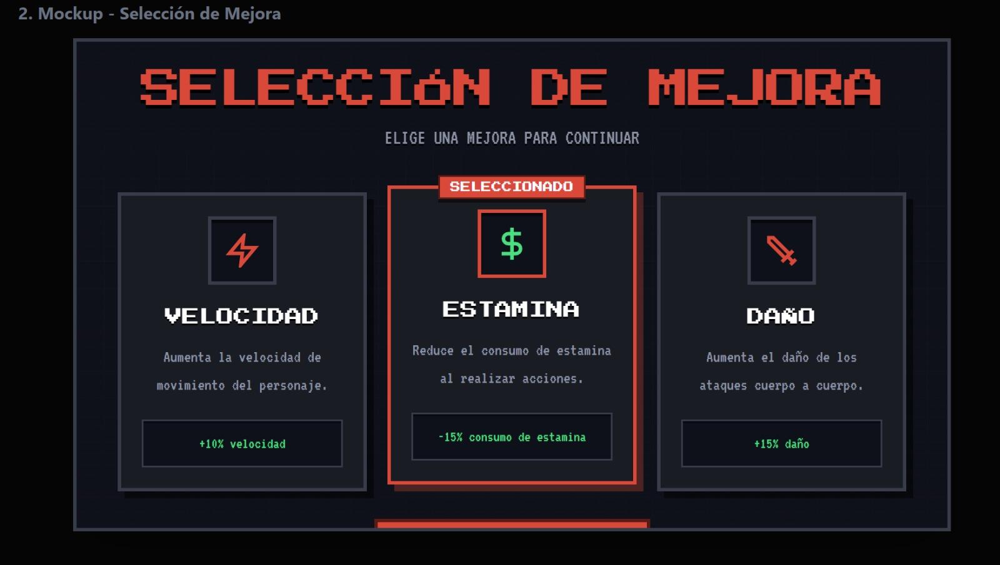 2. Mockup - Selección de Mejora
SELECCIÓN DE MEJORA
ELIGE UNA MEJORA PARA CONTINUAR
SELECCIONADO
$
VELOCIDAD
Aumenta la velocidad de
movimiento del personaje.
+10% velocidad
ESTAMINA
Reduce el consumo de estamina
al realizar acciones.
-15% consumo de estamina
DAÑO
Aumenta el daño de los
ataques cuerpo a cuerpo.
+15% daño